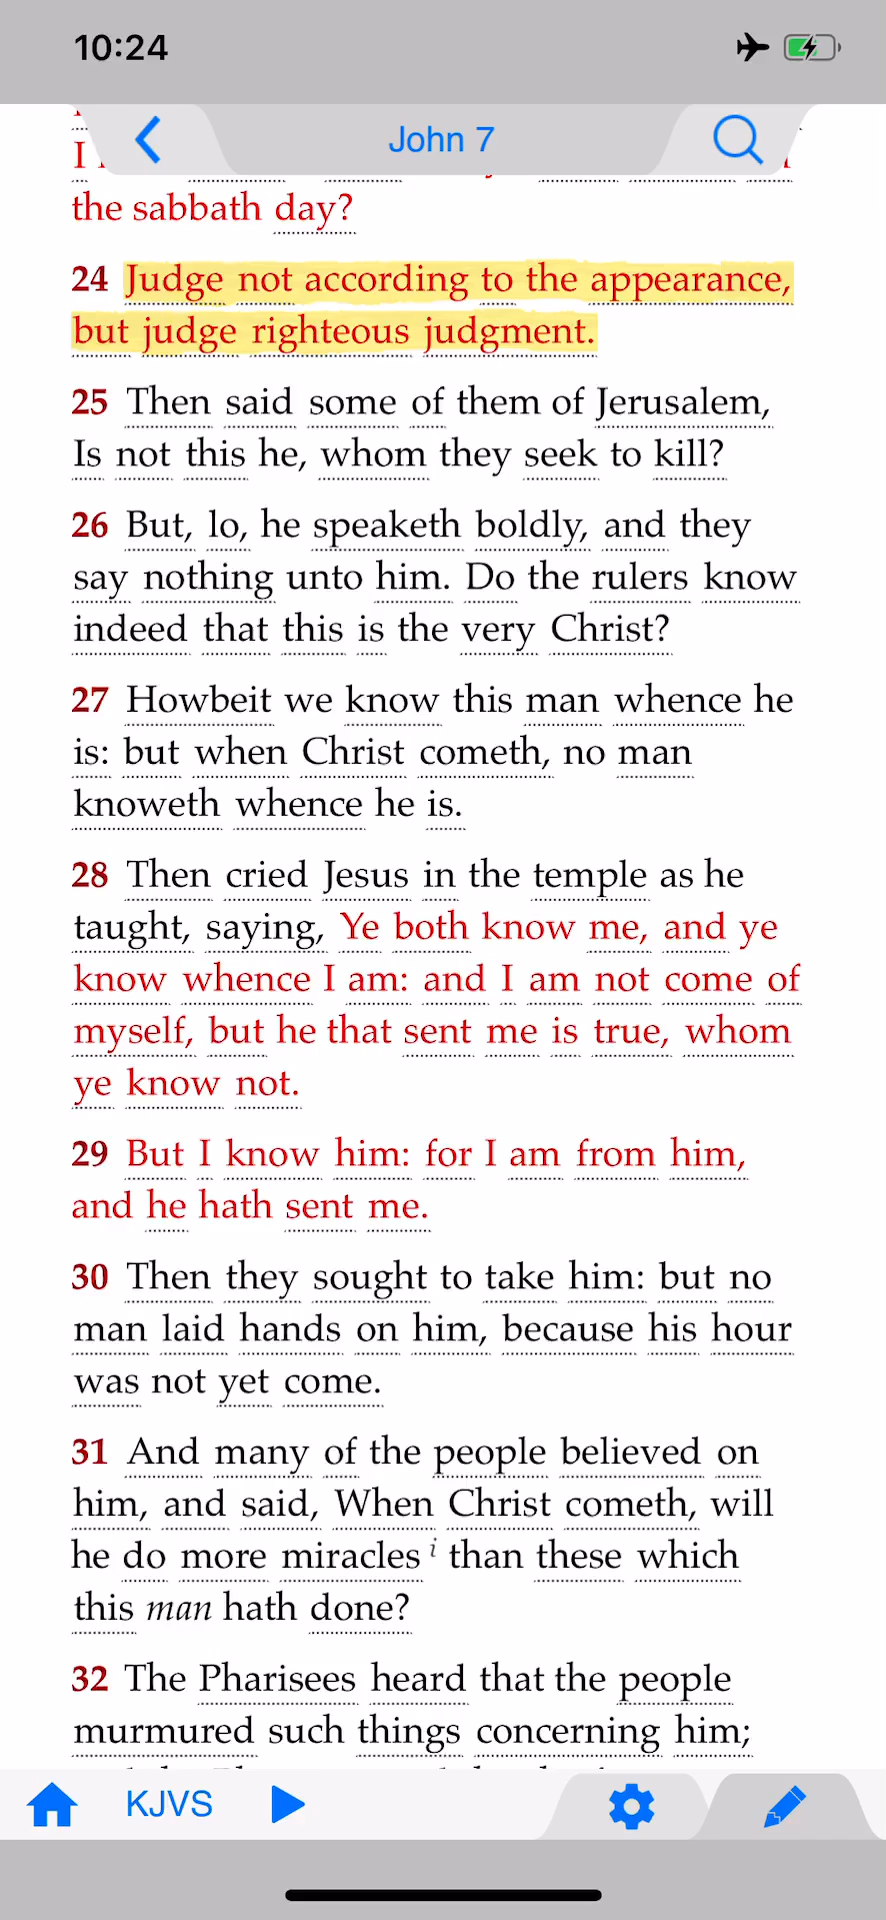 10:24
John 7
I
the sabbath day?
24 Judge not according to the appearance,
but judge righteous judgment.
25 Then said some of them of Jerusalem,
Is not this he, whom they seek to kill?
26 But, lo, he speaketh boldly, and they
say nothing unto him. Do the rulers know
indeed that this is the very Christ?
27 Howbeit we know this man whence he
is: but when Christ cometh, no man
knoweth whence he is.
28 Then cried Jesus in the temple as he
taught, saying, Ye both know me, and ye
know whence I am: and I am not come of
myself, but he that sent me is true, whom
ye know not.
29 But I know him: for I am from him,
and he hath sent me.
30 Then they sought to take him: but no
man laid hands on him, because his hour
was not yet come.
31 And many of the people believed on
him, and said, When Christ cometh, will
he do more miracles i than these which
this man hath done?
32 The Pharisees heard that the people
murmured such things concerning him;
KJVS